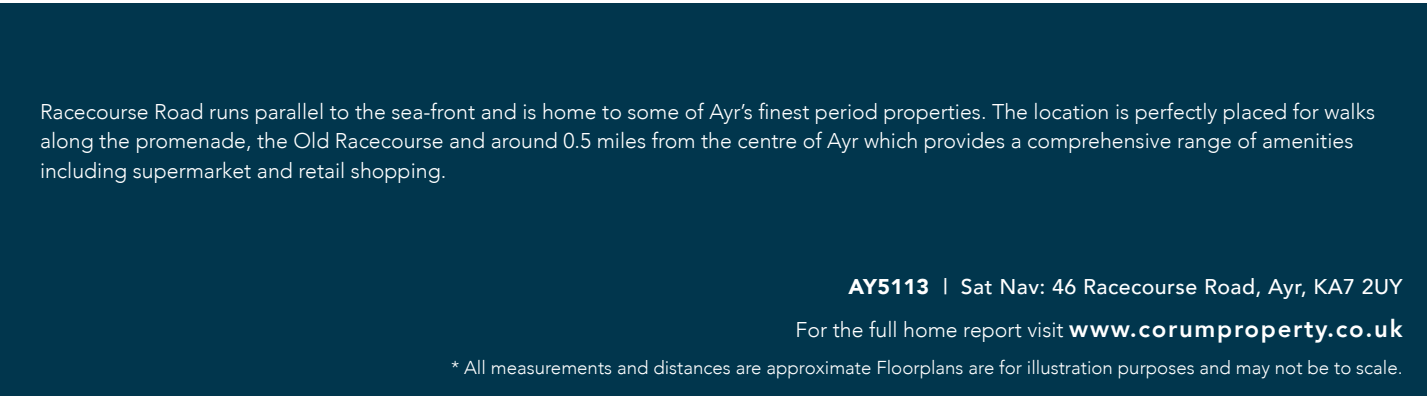 Racecourse Road runs parallel to the sea-front and is home to some of Ayr’s finest period properties. The location is perfectly placed for walks
along the promenade, the Old Racecourse and around 0.5 miles from the centre of Ayr which provides a comprehensive range of amenities
including supermarket and retail shopping.
AY5113 | Sat Nav: 46 Racecourse Road, Ayr, KA7 2UY
For the full home report visit www.corumproperty.co.uk
* All measurements and distances are approximate Floorplans are for illustration purposes and may not be to scale.